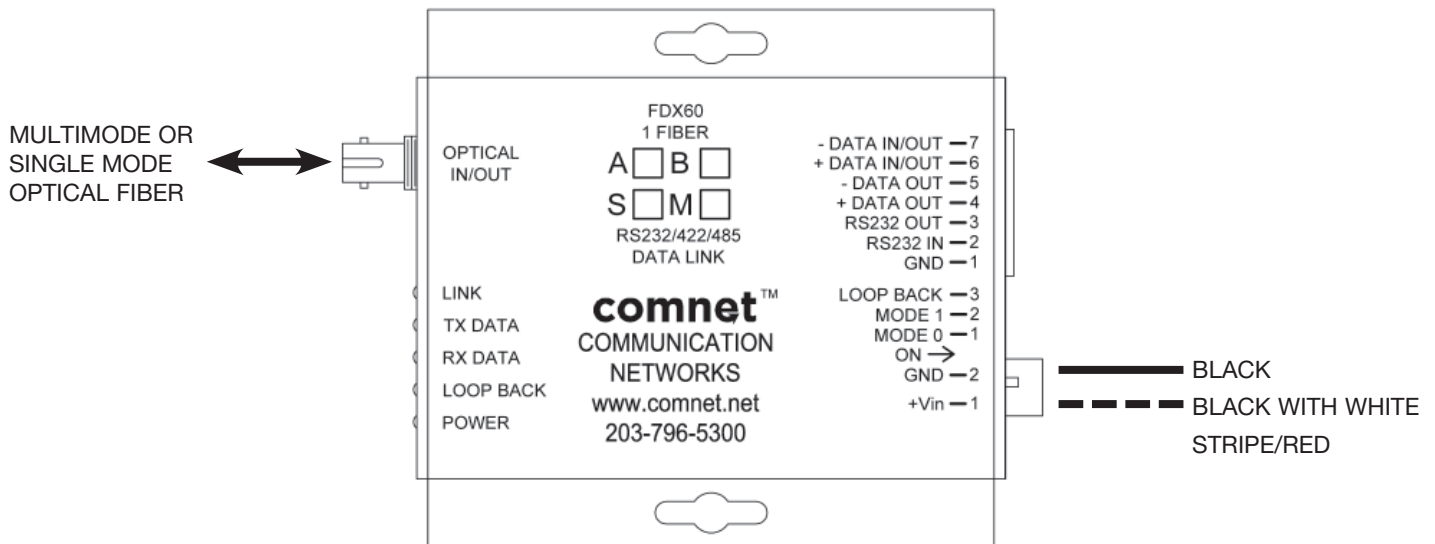 MULTIMODE OR
SINGLE MODE
OPTICAL FIBER
OPTICAL
IN/OUT
LINK
TX DATA
RX DATA
LOOP BACK
POWER
FDX60
1 FIBER
A B
S M
RS232/422/485
DATA LINK
comnet™
COMMUNICATION
NETWORKS
www.comnet.net
203-796-5300
- DATA IN/OUT 7
+ DATA IN/OUT 6
- DATA OUT 5
+ DATA OUT 4
RS232 OUT 3
RS232 IN 2
GND 1
LOOP BACK 3
MODE 1 2
MODE 0 1
ON →
GND 2
+Vin 1
BLACK
BLACK WITH WHITE
STRIPE/RED